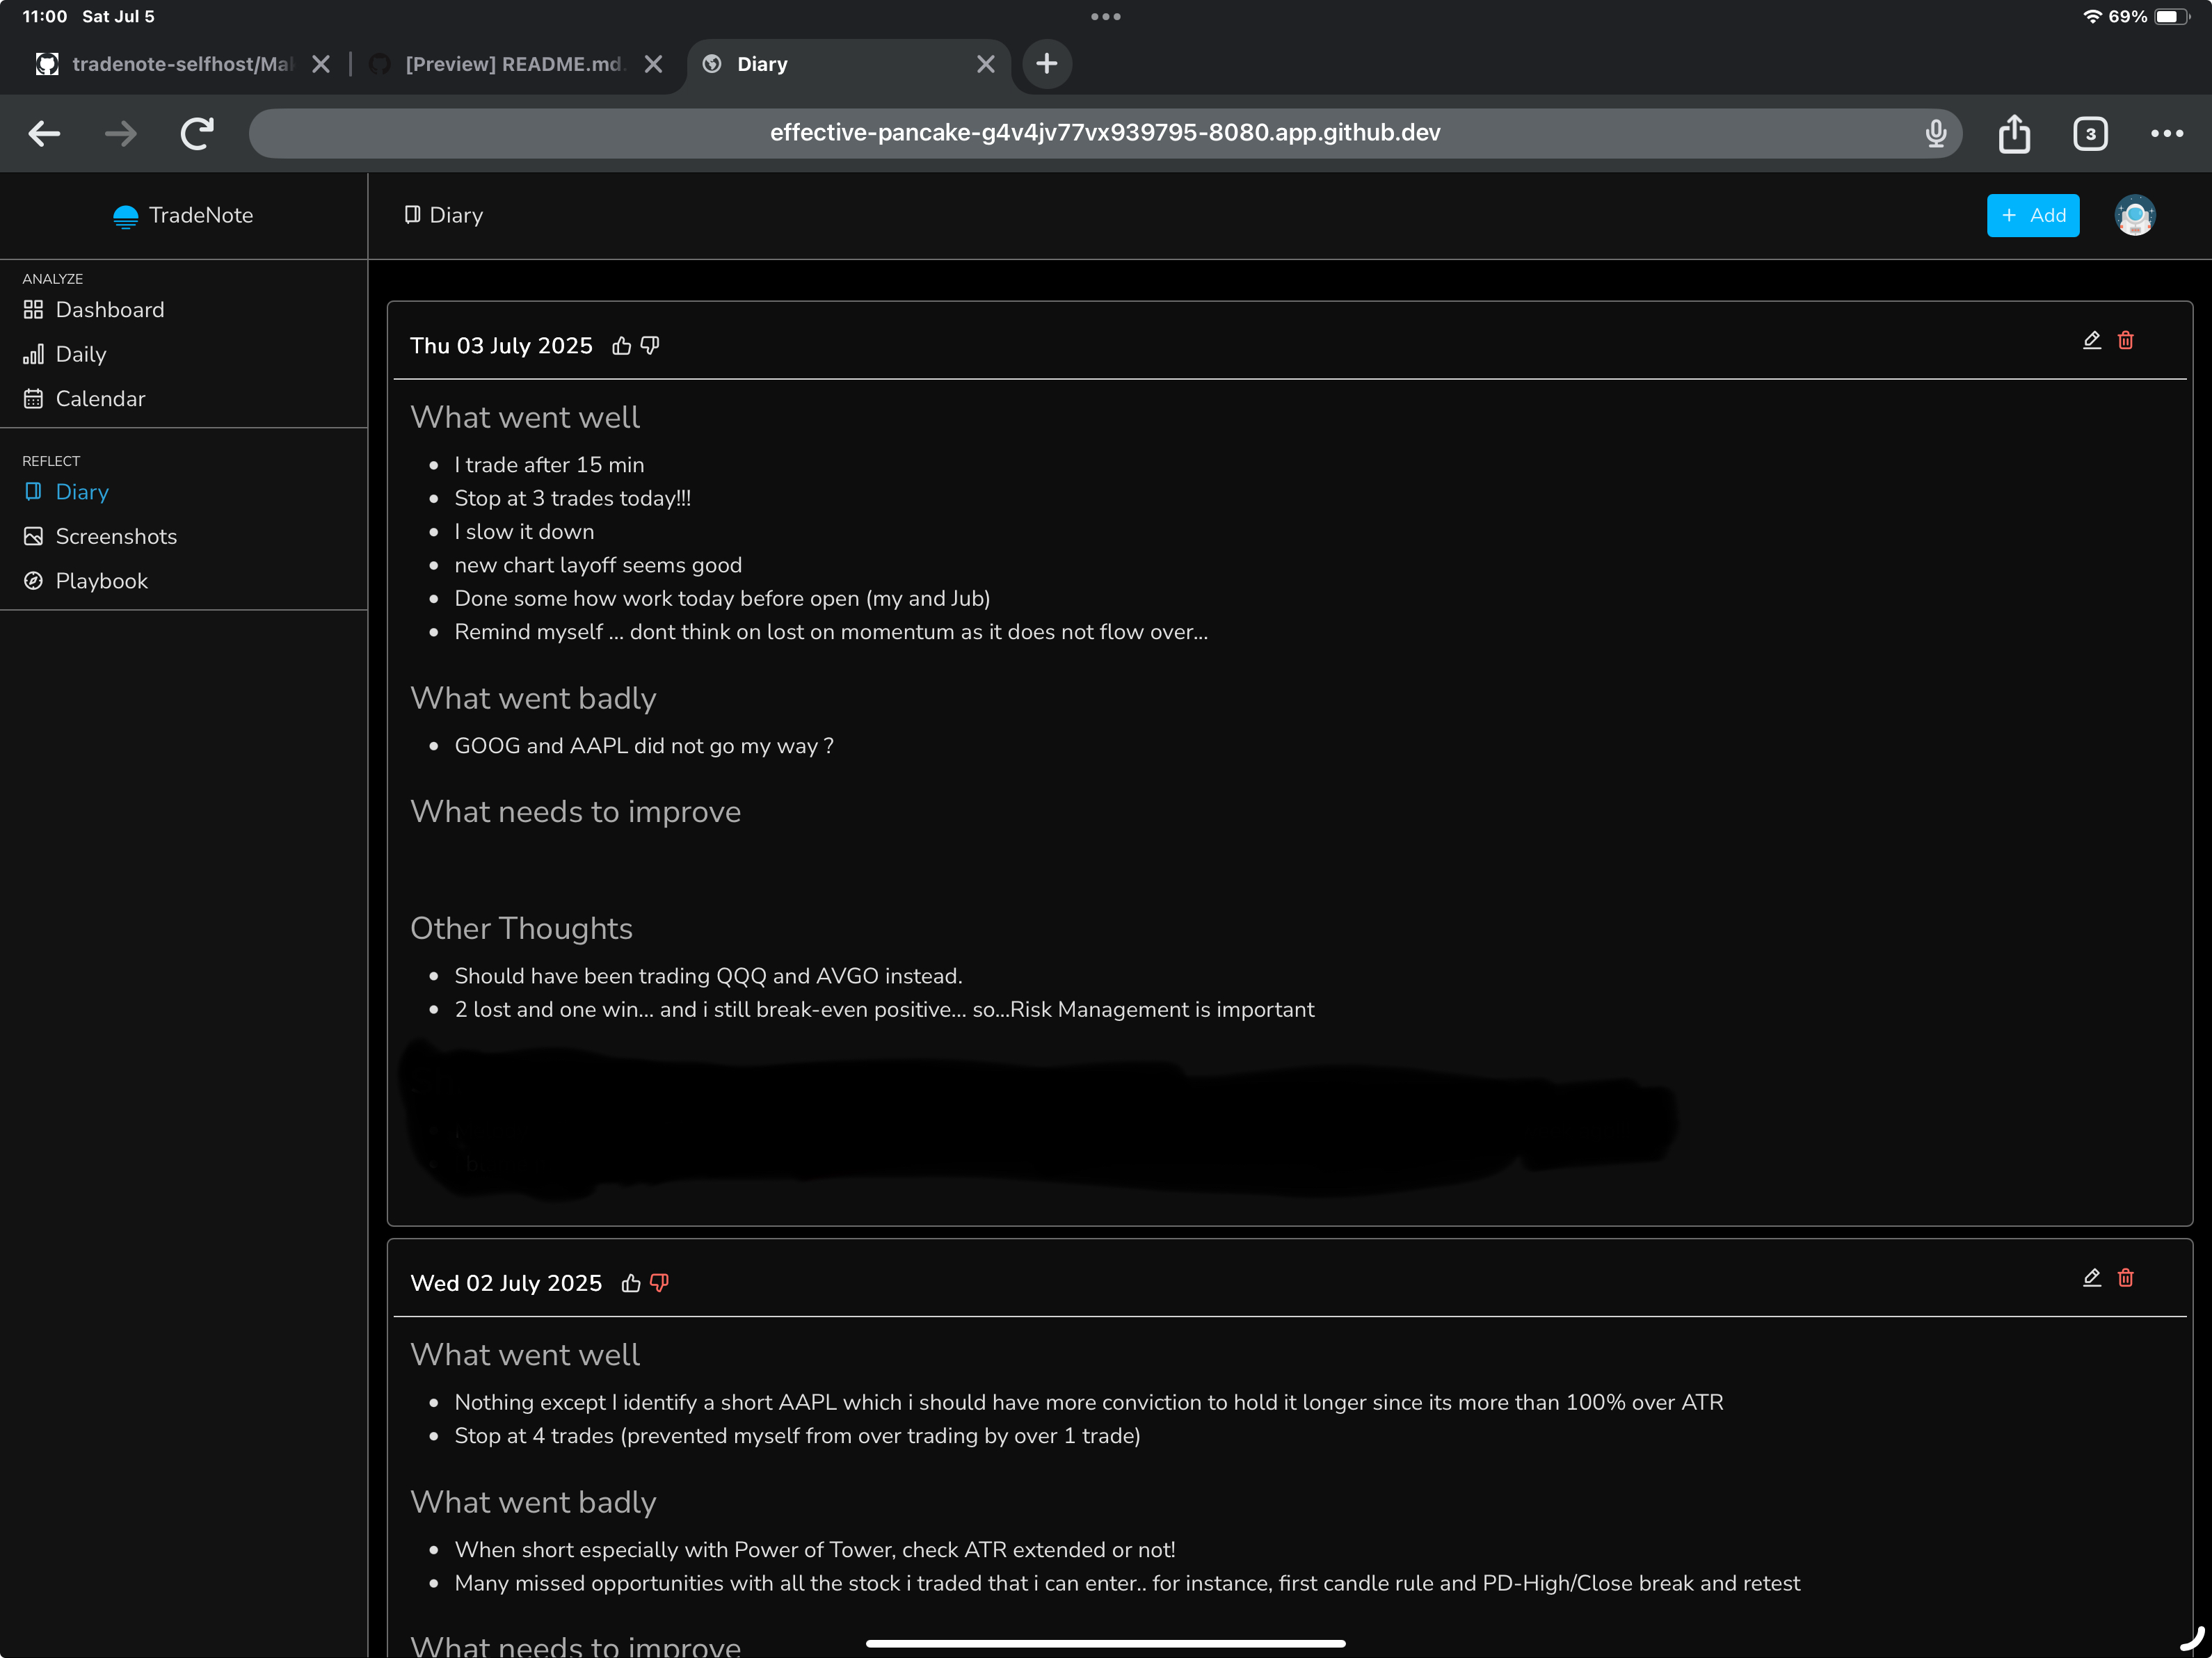 11:00 Sat Jul 5
69%
tradenote-selfhost/Mak
[Preview] README.md.
Diary
effective-pancake-g4v4jv77vx939795-8080.app.github.dev
3
TradeNote
Diary
+ Add
ANALYZE
Dashboard
Daily
Calendar
REFLECT
Diary
Screenshots
Playbook
Thu 03 July 2025
What went well
I trade after 15 min
Stop at 3 trades today!!!
I slow it down
new chart layoff seems good
Done some how work today before open (my and Jub)
Remind myself ... dont think on lost on momentum as it does not flow over...
What went badly
GOOG and AAPL did not go my way ?
What needs to improve
Other Thoughts
Should have been trading QQQ and AVGO instead.
2 lost and one win... and i still break-even positive... so...Risk Management is important
Wed 02 July 2025
What went well
Nothing except I identify a short AAPL which i should have more conviction to hold it longer since its more than 100% over ATR
Stop at 4 trades (prevented myself from over trading by over 1 trade)
What went badly
When short especially with Power of Tower, check ATR extended or not!
Many missed opportunities with all the stock i traded that i can enter.. for instance, first candle rule and PD-High/Close break and retest
What needs to improve